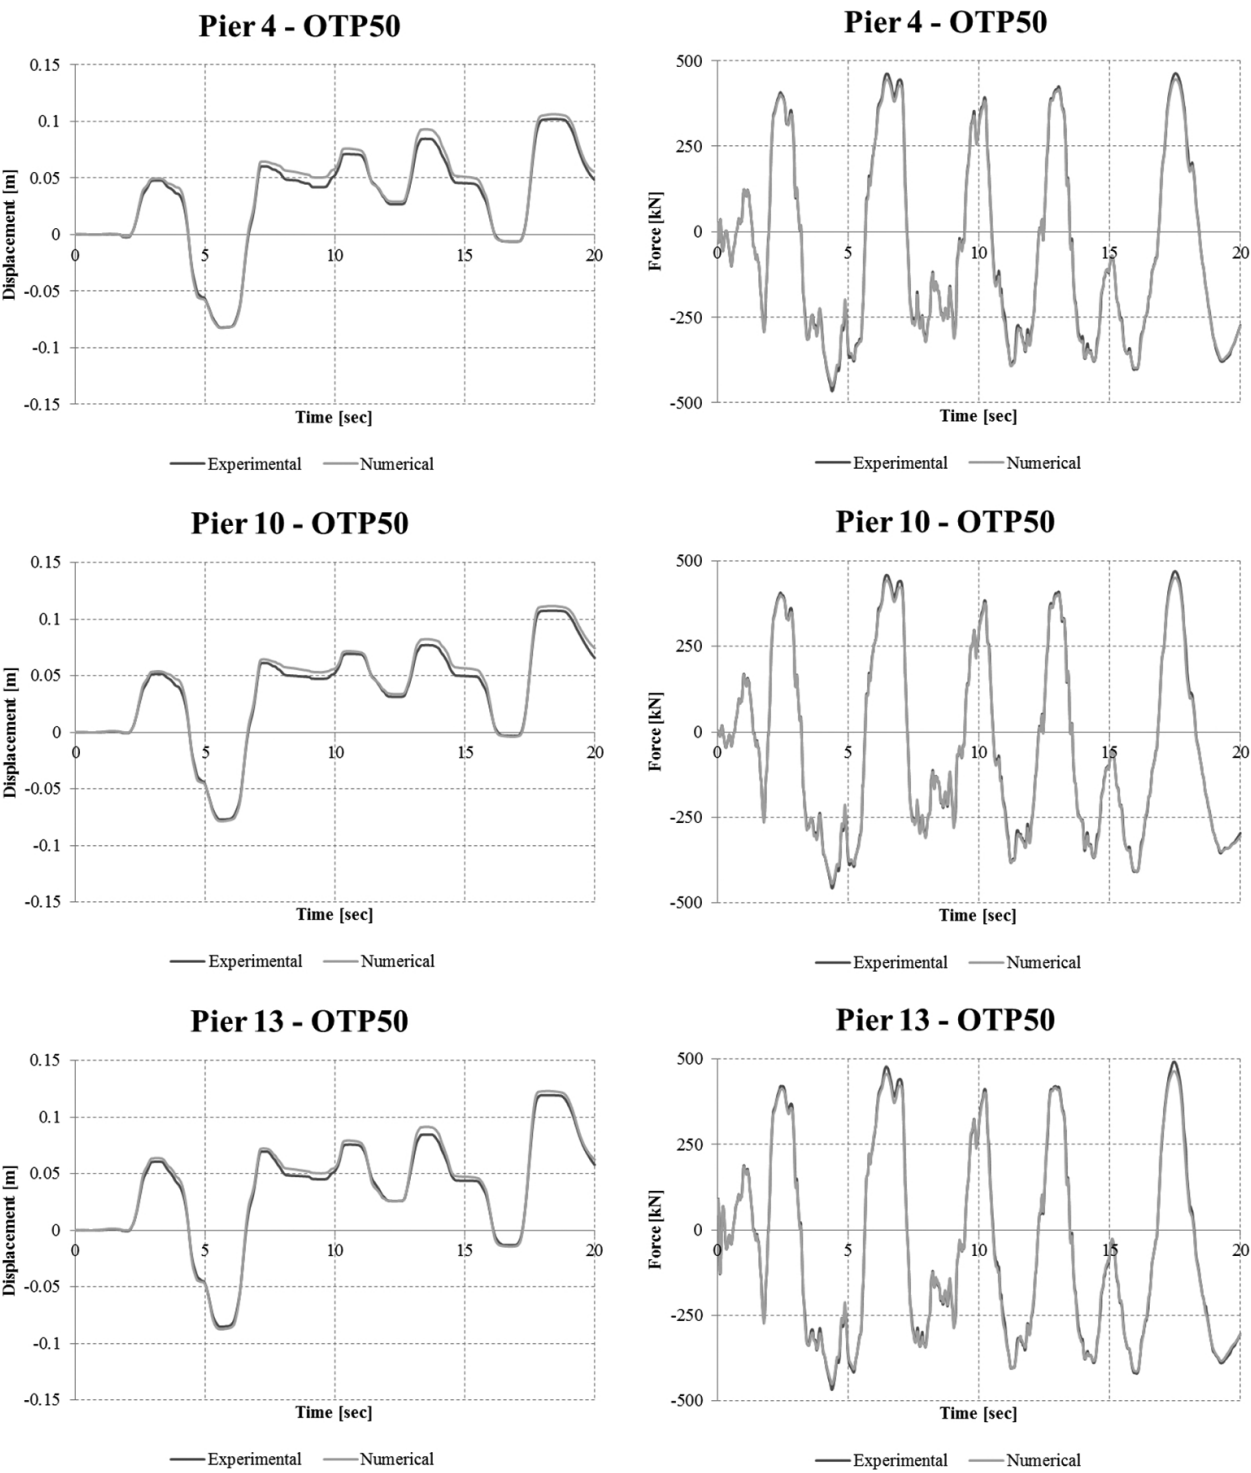 Pier 4 - OTP50
0.15
0.1
0.05
0
-0.05
-0.1
-0.15
Displacement [m]
0 5 10 15 20
Time [sec]
Experimental Numerical
Pier 4 - OTP50
500
250
0
-250
-500
Force [kN]
0 5 10 15 20
Time [sec]
Experimental Numerical
Pier 10 - OTP50
0.15
0.1
0.05
0
-0.05
-0.1
-0.15
Displacement [m]
0 5 10 15 20
Time [sec]
Experimental Numerical
Pier 10 - OTP50
500
250
0
-250
-500
Force [kN]
0 5 10 15 20
Time [sec]
Experimental Numerical
Pier 13 - OTP50
0.15
0.1
0.05
0
-0.05
-0.1
-0.15
Displacement [m]
0 5 10 15 20
Time [sec]
Experimental Numerical
Pier 13 - OTP50
500
250
0
-250
-500
Force [kN]
0 5 10 15 20
Time [sec]
Experimental Numerical